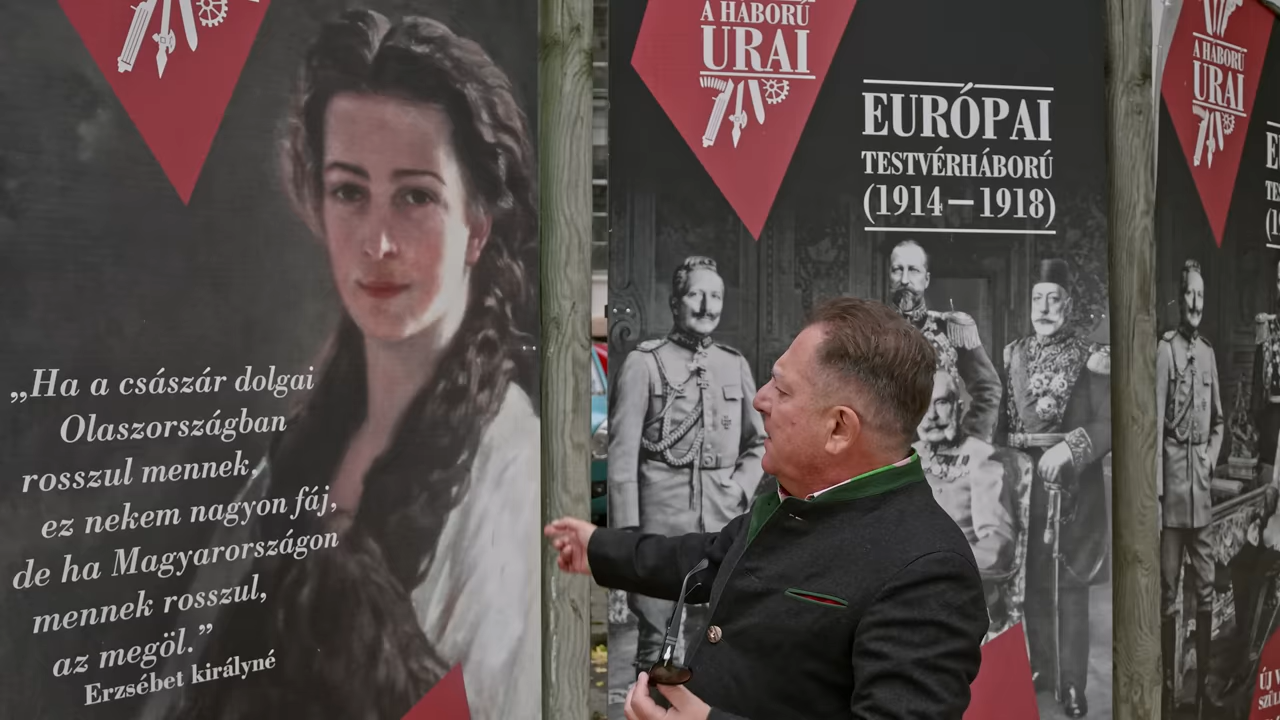 „Ha a császár dolgai
Olaszországban
rosszul mennek,
ez nekem nagyon fáj,
de ha Magyarországon
mennek rosszul,
az megöl.”
Erzsébet királyné
A HÁBORÚ
URAI
EURÓPAI
TESTVÉRHÁBORÚ
(1914—1918)
A HÁBORÚ
URAI